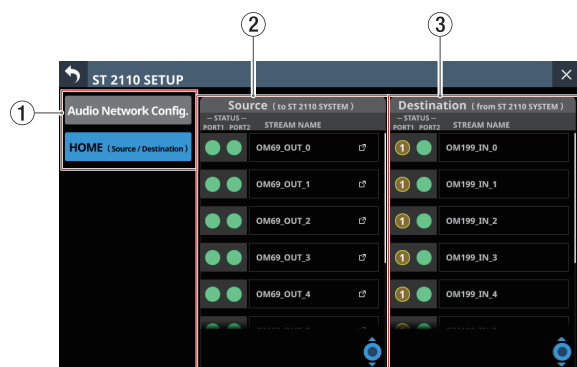 ② ③
ST 2110 SETUP ×
①
Audio Network Config.
HOME ( Source / Destination )
Source ( to ST 2110 SYSTEM )
– STATUS –
PORT1 PORT2 STREAM NAME
OM69_OUT_0
OM69_OUT_1
OM69_OUT_2
OM69_OUT_3
OM69_OUT_4
Destination ( from ST 2110 SYSTEM )
– STATUS –
PORT1 PORT2 STREAM NAME
1 OM199_IN_0
1 OM199_IN_1
1 OM199_IN_2
1 OM199_IN_3
1 OM199_IN_4